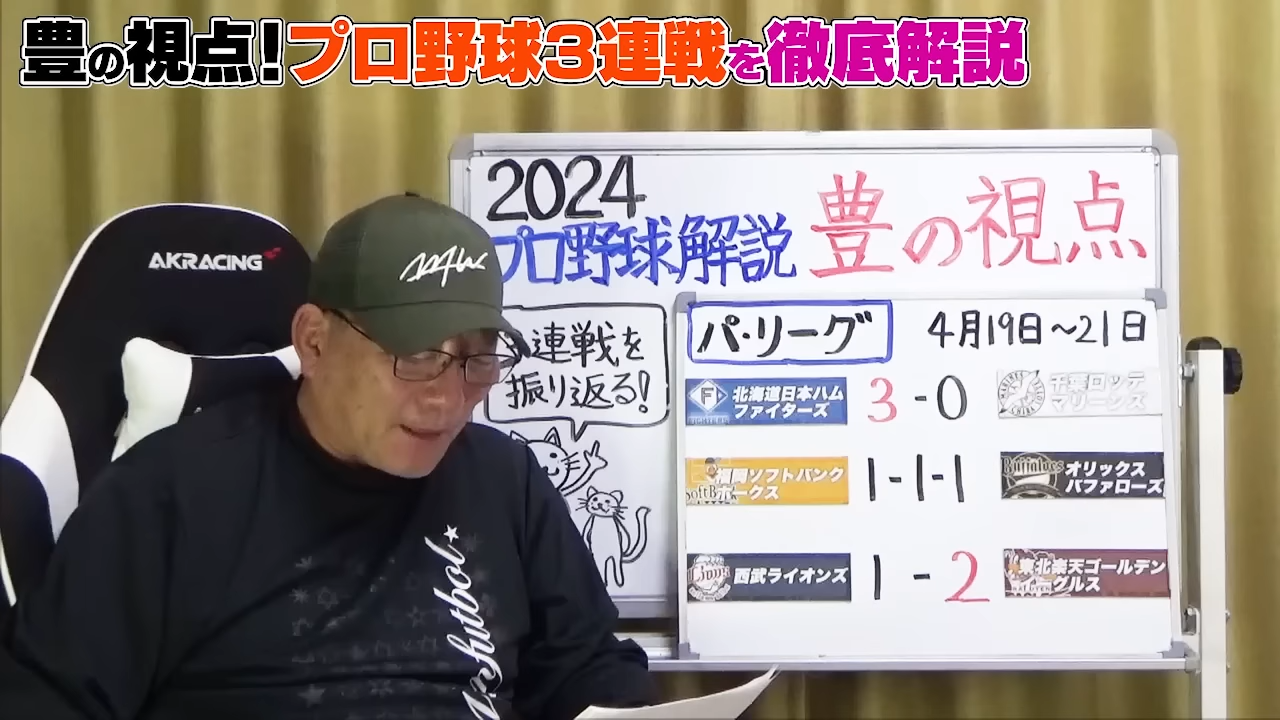 豊の視点!プロ野球3連戦を徹底解説
2024
プロ野球解説
豊の視点
連戦を
振り返る!
パ・リーグ 4月19日~21日
北海道日本ハム
ファイターズ
3-0
千葉ロッテ
マリーンズ
福岡ソフトバンク
ホークス
1-1-1
Buffaloes
オリックス
バファローズ
西武ライオンズ
1-2
東北楽天ゴールデン
イーグルス
AKRACING
futbol